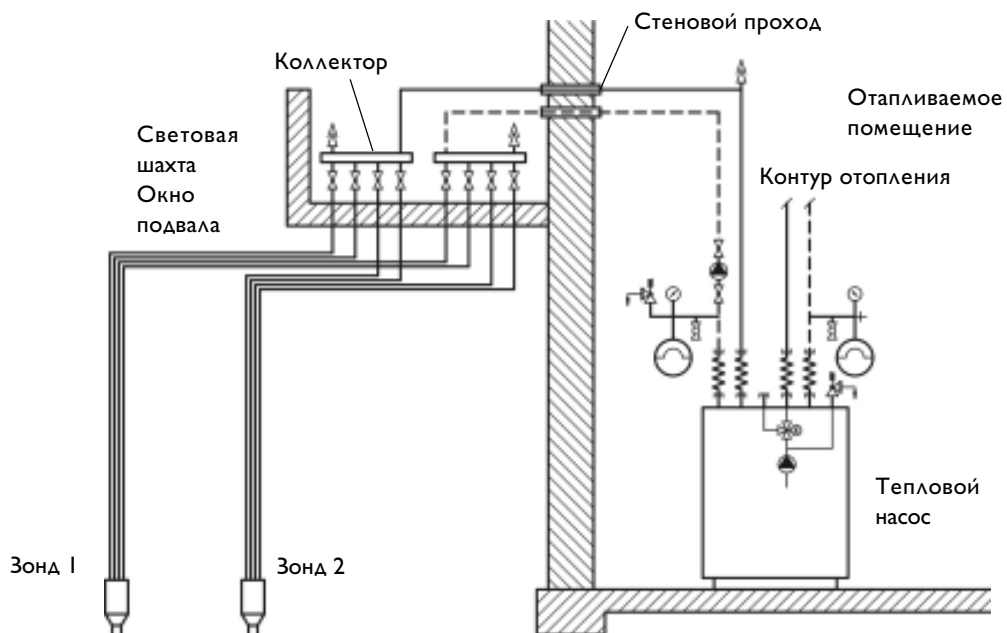 Стеновой проход
Коллектор
Отапливаемое
помещение
Световая
шахта
Окно
подвала
Контур отопления
Тепловой
насос
Зонд 1
Зонд 2